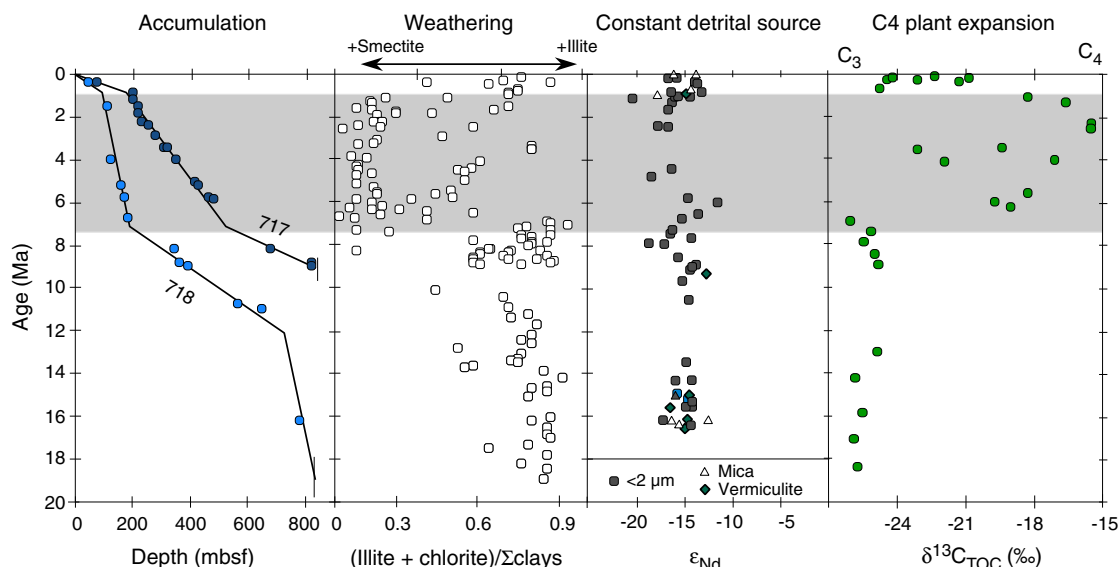 Accumulation
Weathering
Constant detrital source
C4 plant expansion
+Smectite
+Illite
C3
C4
0
2
4
6
8
10
12
14
16
18
20
Age (Ma)
717
718
<2 µm
Mica
Vermiculite
0 200 400 600 800
0 0.3 0.6 0.9
-20 -15 -10 -5
-24 -21 -18 -15
Depth (mbsf)
(Illite + chlorite)/Σclays
εNd
δ13CTOC (‰)